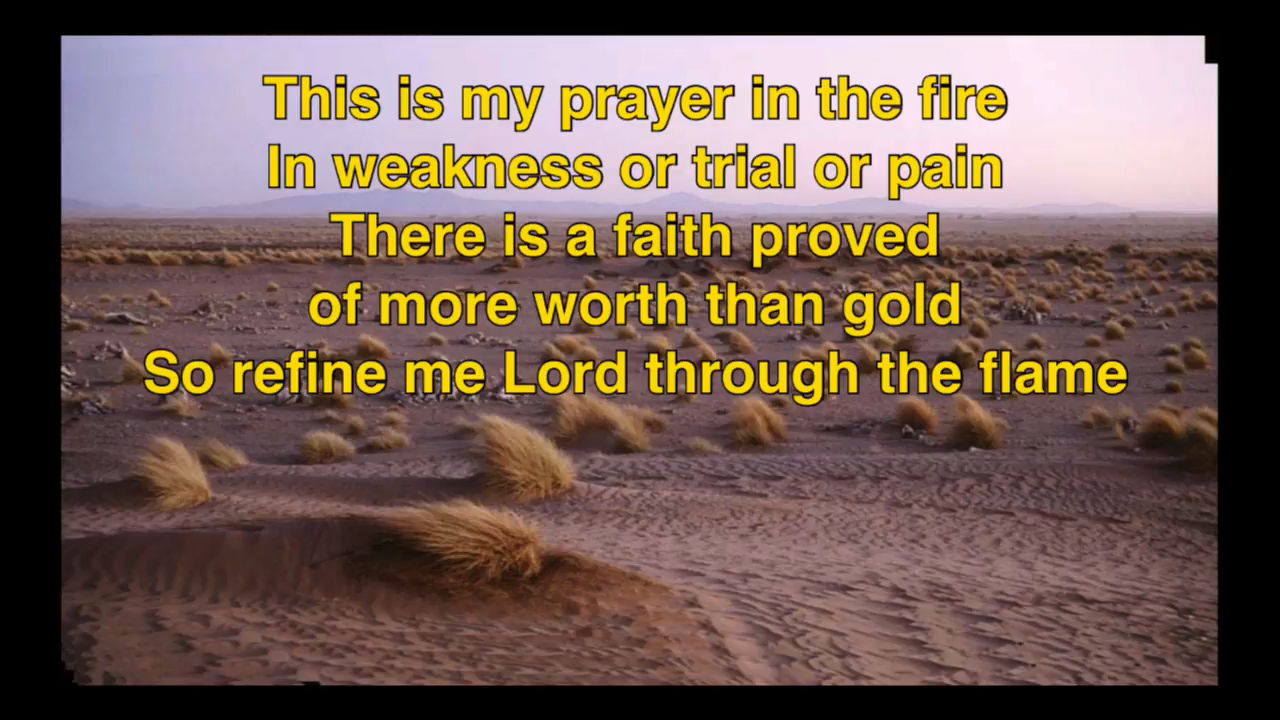 This is my prayer in the fire
In weakness or trial or pain
There is a faith proved
of more worth than gold
So refine me Lord through the flame